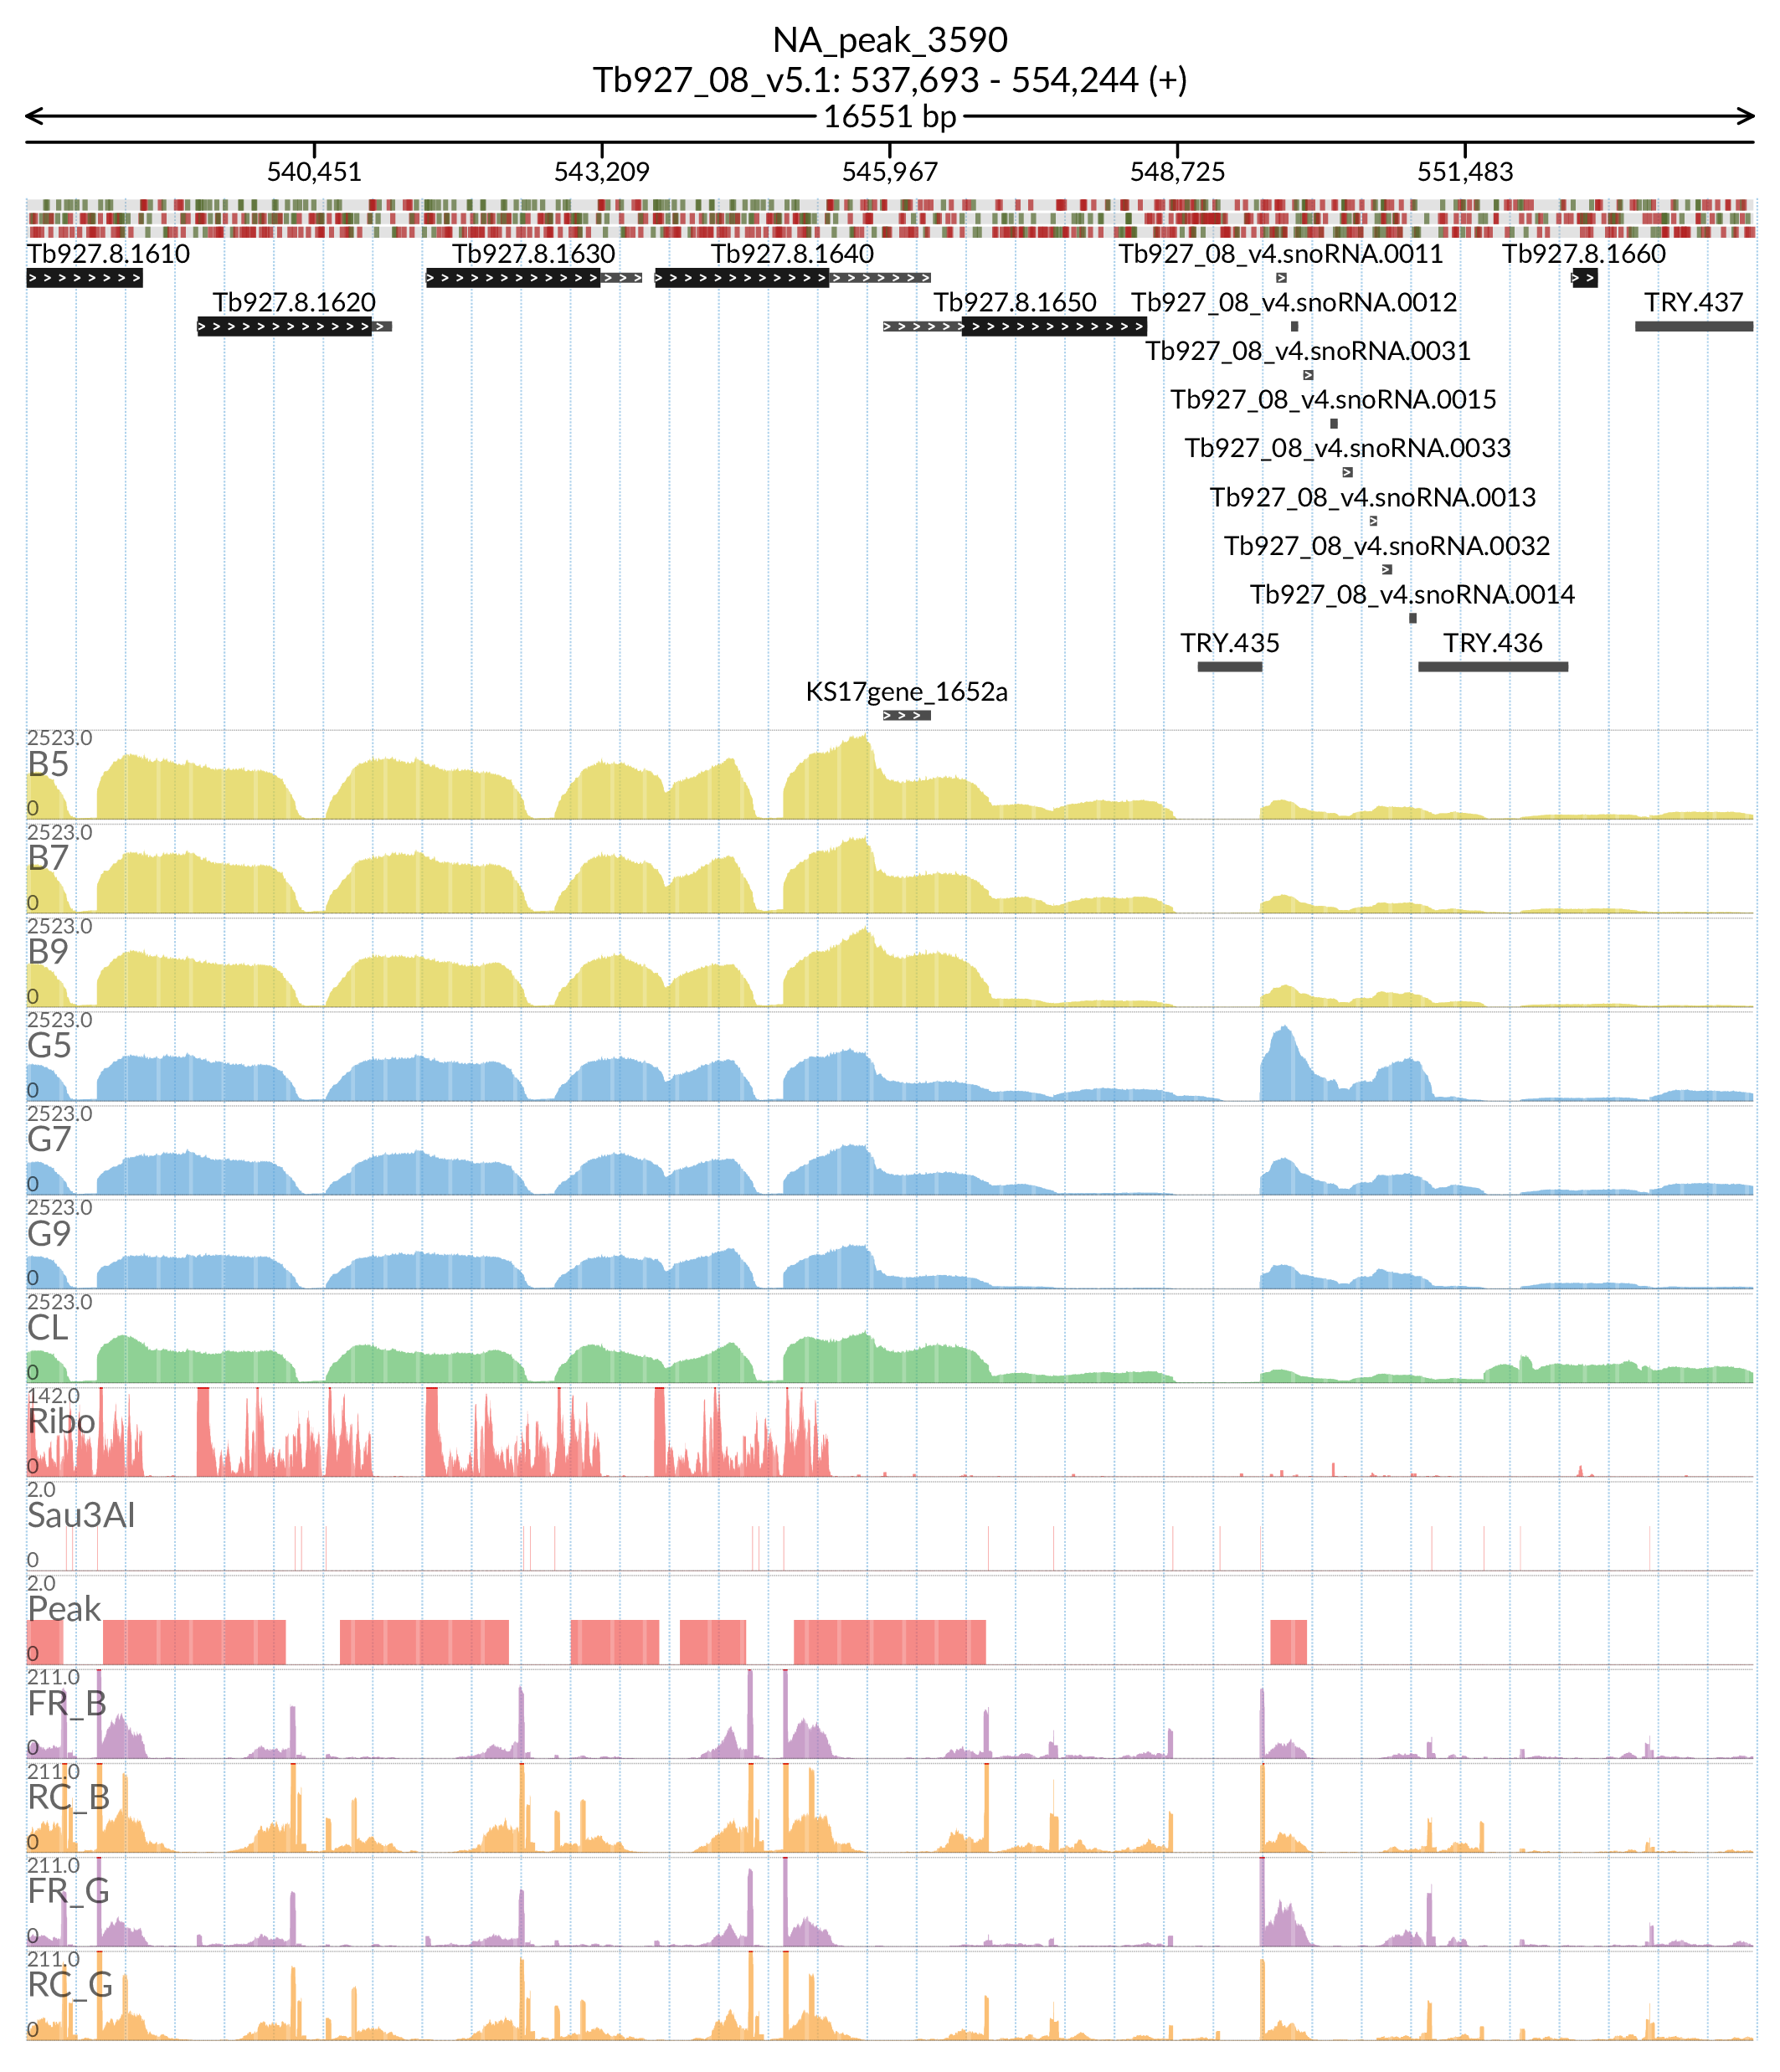 NA_peak_3590
Tb927_08_v5.1: 537,693 - 554,244 (+)
16551 bp
540,451 543,209 545,967 548,725 551,483
Tb927.8.1610 Tb927.8.1630 Tb927.8.1640 Tb927_08_v4.snoRNA.0011 Tb927.8.1660
Tb927.8.1620 Tb927.8.1650 Tb927_08_v4.snoRNA.0012 TRY.437
Tb927_08_v4.snoRNA.0031
Tb927_08_v4.snoRNA.0015
Tb927_08_v4.snoRNA.0033
Tb927_08_v4.snoRNA.0013
Tb927_08_v4.snoRNA.0032
Tb927_08_v4.snoRNA.0014
TRY.435 TRY.436
KS17gene_1652a
2523.0
B5
0
2523.0
B7
0
2523.0
B9
0
2523.0
G5
0
2523.0
G7
0
2523.0
G9
0
2523.0
CL
0
142.0
Ribo
0
2.0
Sau3AI
0
2.0
Peak
0
211.0
FR_B
0
211.0
RC_B
0
211.0
FR_G
0
211.0
RC_G
0